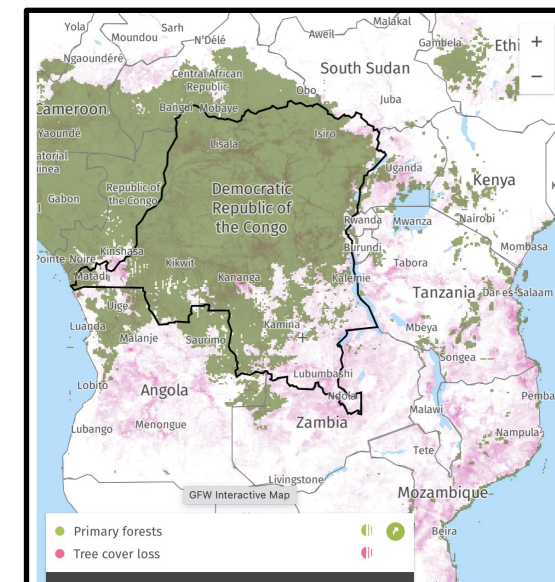 Yola
Moundou
Sarh
N'Délé
Aweil
Malakal
Gambela
Ethi
+
Ngaoundéré
Central African
Republic
South Sudan
−
Obo
Juba
Cameroon
Bangui
Mobaye
Yaoundé
Isiro
Lisala
atorial
inea
Uganda
Kenya
Republic of
the Congo
Gabon
Democratic
Republic of
the Congo
Rwanda
Mwanza
Nairobi
Burundi
Mombasa
Pointe-Noire
Kinshasa
Matadi
Kikwit
Kananga
Kalemie
Tabora
Tanzania
Dar-es-Salaam
Uige
Luanda
Malanje
Saurimo
Kamina
Mbeya
Songea
Lobito
Angola
Lubumbashi
Ndola
Pemba
Malawi
Zambia
Lubango
Menongue
Nampula
Tete
Livingstone
GFW Interactive Map
Mozambique
Primary forests
Beira
Tree cover loss